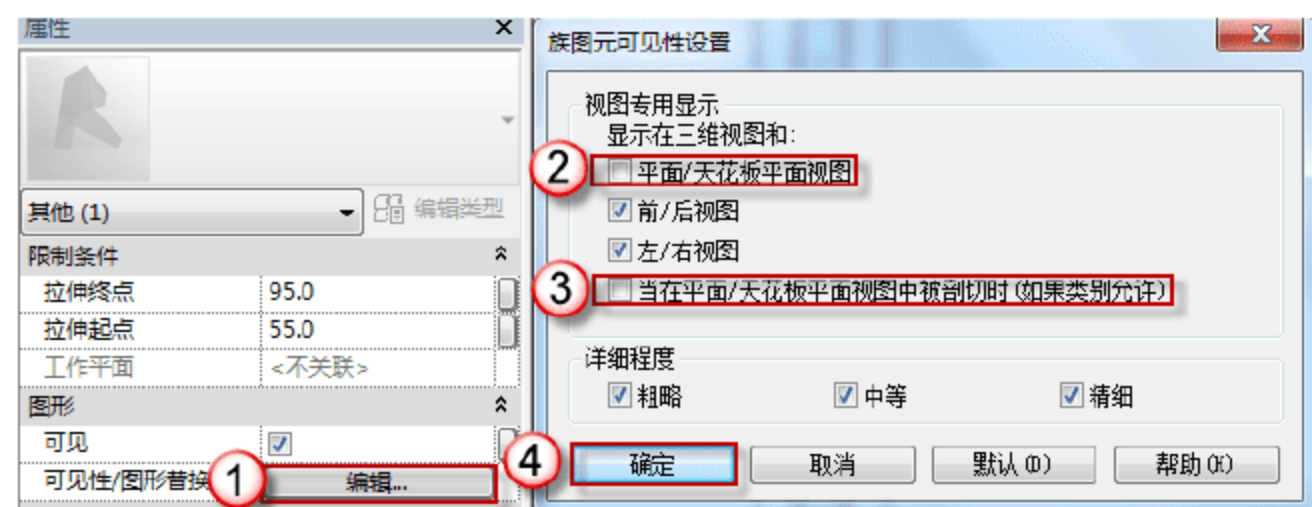 属性
其他 (1)
编辑类型
限制条件
拉伸终点 95.0
拉伸起点 55.0
工作平面 <不关联>
图形
可见
可见性/图形替换 1 编辑...
族图元可见性设置
视图专用显示
显示在三维视图和:
2 平面/天花板平面视图
前/后视图
左/右视图
3 当在平面/天花板平面视图中被剖切时(如果类别允许)
详细程度
粗略 中等 精细
4 确定 取消 默认(D) 帮助(H)